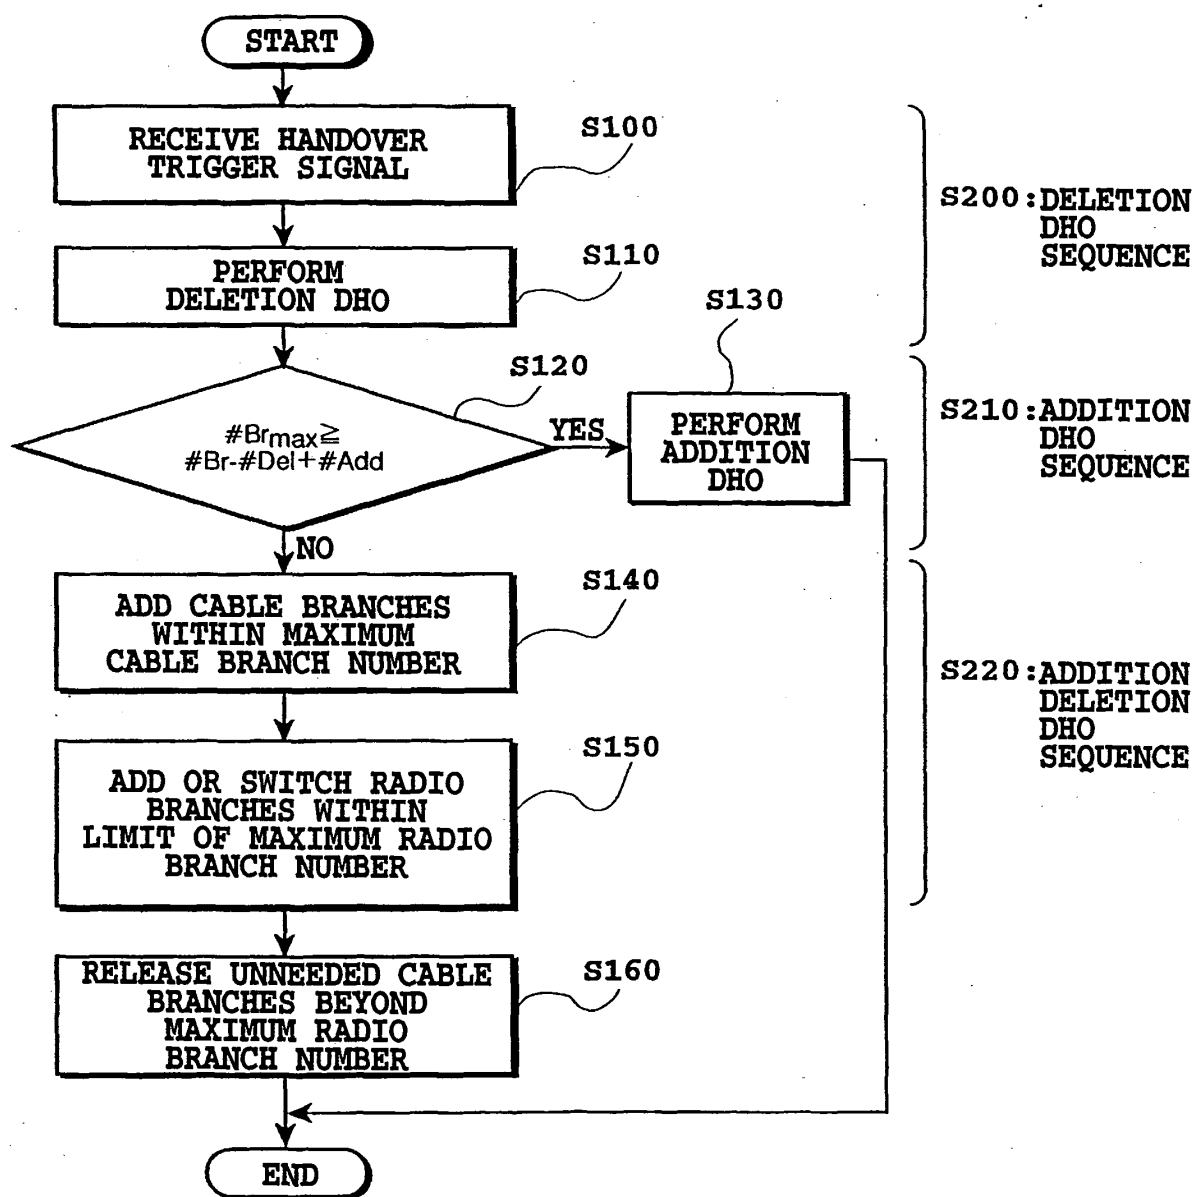 START
RECEIVE HANDOVER
TRIGGER SIGNAL
S100
PERFORM
DELETION DHO
S110
S200:DELETION
DHO
SEQUENCE
#Brmax≧
#Br-#Del+#Add
S120
YES
NO
S130
PERFORM
ADDITION
DHO
S210:ADDITION
DHO
SEQUENCE
ADD CABLE BRANCHES
WITHIN MAXIMUM
CABLE BRANCH NUMBER
S140
ADD OR SWITCH RADIO
BRANCHES WITHIN
LIMIT OF MAXIMUM RADIO
BRANCH NUMBER
S150
S220:ADDITION
DELETION
DHO
SEQUENCE
RELEASE UNNEEDED CABLE
BRANCHES BEYOND
MAXIMUM RADIO
BRANCH NUMBER
S160
END